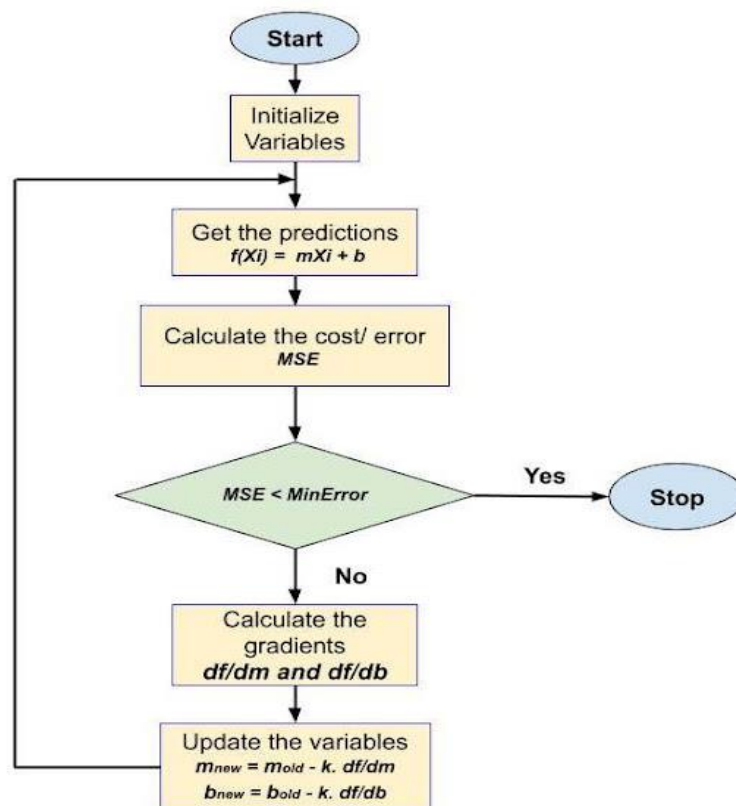 Start
Initialize
Variables
Get the predictions
f(Xi) = mXi + b
Calculate the cost/ error
MSE
MSE < MinError
Yes
Stop
No
Calculate the
gradients
df/dm and df/db
Update the variables
mnew = mold - k. df/dm
bnew = bold - k. df/db